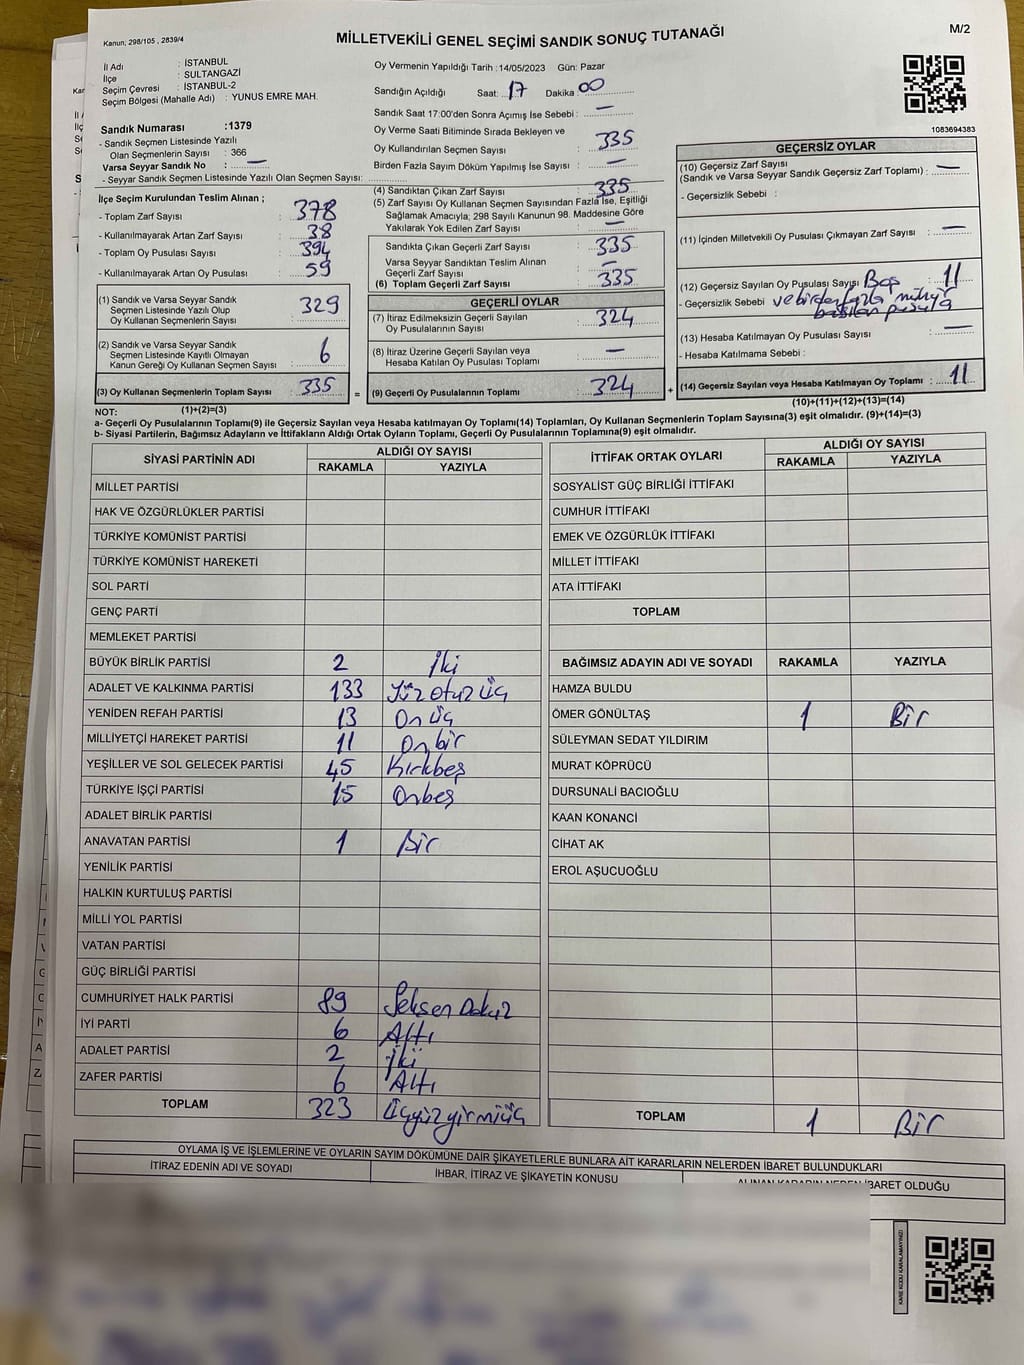 Kanun, 298/105 , 2839/4
MİLLETVEKİLİ GENEL SEÇİMİ SANDIK SONUÇ TUTANAĞI
M/2
İl Adı : İSTANBUL
İlçe : SULTANGAZİ
Seçim Çevresi : İSTANBUL-2
Seçim Bölgesi (Mahalle Adı) : YUNUS EMRE MAH.
Sandık Numarası :1379
- Sandık Seçmen Listesinde Yazılı
Olan Seçmenlerin Sayısı : 366
Varsa Seyyar Sandık No : —
- Seyyar Sandık Seçmen Listesinde Yazılı Olan Seçmen Sayısı:
Oy Vermenin Yapıldığı Tarih :14/05/2023 Gün: Pazar
Sandığın Açıldığı Saat: 17 Dakika: 00
Sandık Saat 17:00'den Sonra Açımış İse Sebebi : —
Oy Verme Saati Bitiminde Sırada Bekleyen ve
Oy Kullandırılan Seçmen Sayısı : 335
Birden Fazla Sayım Döküm Yapılmış İse Sayısı : —
1083694383
İlçe Seçim Kurulundan Teslim Alınan ;
- Toplam Zarf Sayısı : 378
- Kullanılmayarak Artan Zarf Sayısı : 38
- Toplam Oy Pusulası Sayısı : 394
- Kullanılmayarak Artan Oy Pusulası : 59
(1) Sandık ve Varsa Seyyar Sandık
Seçmen Listesinde Yazılı Olup
Oy Kullanan Seçmenlerin Sayısı : 329
(2) Sandık ve Varsa Seyyar Sandık
Seçmen Listesinde Kayıtlı Olmayan
Kanun Gereği Oy Kullanan Seçmen Sayısı : 6
(3) Oy Kullanan Seçmenlerin Toplam Sayısı : 335
(1)+(2)=(3)
=
(4) Sandıktan Çıkan Zarf Sayısı : 335
(5) Zarf Sayısı Oy Kullanan Seçmen Sayısından Fazla İse, Eşitliği
Sağlamak Amacıyla; 298 Sayılı Kanunun 98. Maddesine Göre
Yakılarak Yok Edilen Zarf Sayısı : —
Sandıkta Çıkan Geçerli Zarf Sayısı : 335
Varsa Seyyar Sandıktan Teslim Alınan
Geçerli Zarf Sayısı : —
(6) Toplam Geçerli Zarf Sayısı : 335
GEÇERLİ OYLAR
(7) İtiraz Edilmeksizin Geçerli Sayılan
Oy Pusulalarının Sayısı : 324
(8) İtiraz Üzerine Geçerli Sayılan veya
Hesaba Katılan Oy Pusulası Toplamı : —
(9) Geçerli Oy Pusulalarının Toplamı : 324
+
GEÇERSİZ OYLAR
(10) Geçersiz Zarf Sayısı
(Sandık ve Varsa Seyyar Sandık Geçersiz Zarf Toplamı) : —
- Geçersizlik Sebebi :
(11) İçinden Milletvekili Oy Pusulası Çıkmayan Zarf Sayısı : —
(12) Geçersiz Sayılan Oy Pusulası Sayısı : 11
- Geçersizlik Sebebi : Boş
ve birden fazla mühür
basılan pusula
(13) Hesaba Katılmayan Oy Pusulası Sayısı : —
- Hesaba Katılmama Sebebi :
(14) Geçersiz Sayılan veya Hesaba Katılmayan Oy Toplamı : 11
(10)+(11)+(12)+(13)=(14)
NOT:
a- Geçerli Oy Pusulalarının Toplamı(9) ile Geçersiz Sayılan veya Hesaba katılmayan Oy Toplamı(14) Toplamları, Oy Kullanan Seçmenlerin Toplam Sayısına(3) eşit olmalıdır. (9)+(14)=(3)
b- Siyasi Partilerin, Bağımsız Adayların ve İttifakların Aldığı Ortak Oyların Toplamı, Geçerli Oy Pusulalarının Toplamına(9) eşit olmalıdır.
SİYASİ PARTİNİN ADI
ALDIĞI OY SAYISI
RAKAMLA YAZIYLA
MİLLET PARTİSİ
HAK VE ÖZGÜRLÜKLER PARTİSİ
TÜRKİYE KOMÜNİST PARTİSİ
TÜRKİYE KOMÜNİST HAREKETİ
SOL PARTİ
GENÇ PARTİ
MEMLEKET PARTİSİ
BÜYÜK BİRLİK PARTİSİ 2 İki
ADALET VE KALKINMA PARTİSİ 133 Yüz otuz üç
YENİDEN REFAH PARTİSİ 13 On üç
MİLLİYETÇİ HAREKET PARTİSİ 11 On bir
YEŞİLLER VE SOL GELECEK PARTİSİ 45 Kırkbeş
TÜRKİYE İŞÇİ PARTİSİ 15 Onbeş
ADALET BİRLİK PARTİSİ
ANAVATAN PARTİSİ 1 Bir
YENİLİK PARTİSİ
HALKIN KURTULUŞ PARTİSİ
MİLLİ YOL PARTİSİ
VATAN PARTİSİ
GÜÇ BİRLİĞİ PARTİSİ
CUMHURİYET HALK PARTİSİ 89 Seksen Dokuz
İYİ PARTİ 6 Altı
ADALET PARTİSİ 2 İki
ZAFER PARTİSİ 6 Altı
TOPLAM 323 Üçyüzyirmiüç
İTTİFAK ORTAK OYLARI
ALDIĞI OY SAYISI
RAKAMLA YAZIYLA
SOSYALİST GÜÇ BİRLİĞİ İTTİFAKI
CUMHUR İTTİFAKI
EMEK VE ÖZGÜRLÜK İTTİFAKI
MİLLET İTTİFAKI
ATA İTTİFAKI
TOPLAM
BAĞIMSIZ ADAYIN ADI VE SOYADI RAKAMLA YAZIYLA
HAMZA BULDU
ÖMER GÖNÜLTAŞ 1 Bir
SÜLEYMAN SEDAT YILDIRIM
MURAT KÖPRÜCÜ
DURSUNALİ BACIOĞLU
KAAN KONANCİ
CİHAT AK
EROL AŞUCUOĞLU
TOPLAM 1 Bir
OYLAMA İŞ VE İŞLEMLERİNE VE OYLARIN SAYIM DÖKÜMÜNE DAİR ŞİKAYETLERLE BUNLARA AİT KARARLARIN NELERDEN İBARET BULUNDUKLARI
İTİRAZ EDENİN ADI VE SOYADI İHBAR, İTİRAZ VE ŞİKAYETİN KONUSU ALINAN KARARIN NEDEN İBARET OLDUĞU
KARE KODU KARALAMAYINIZ!